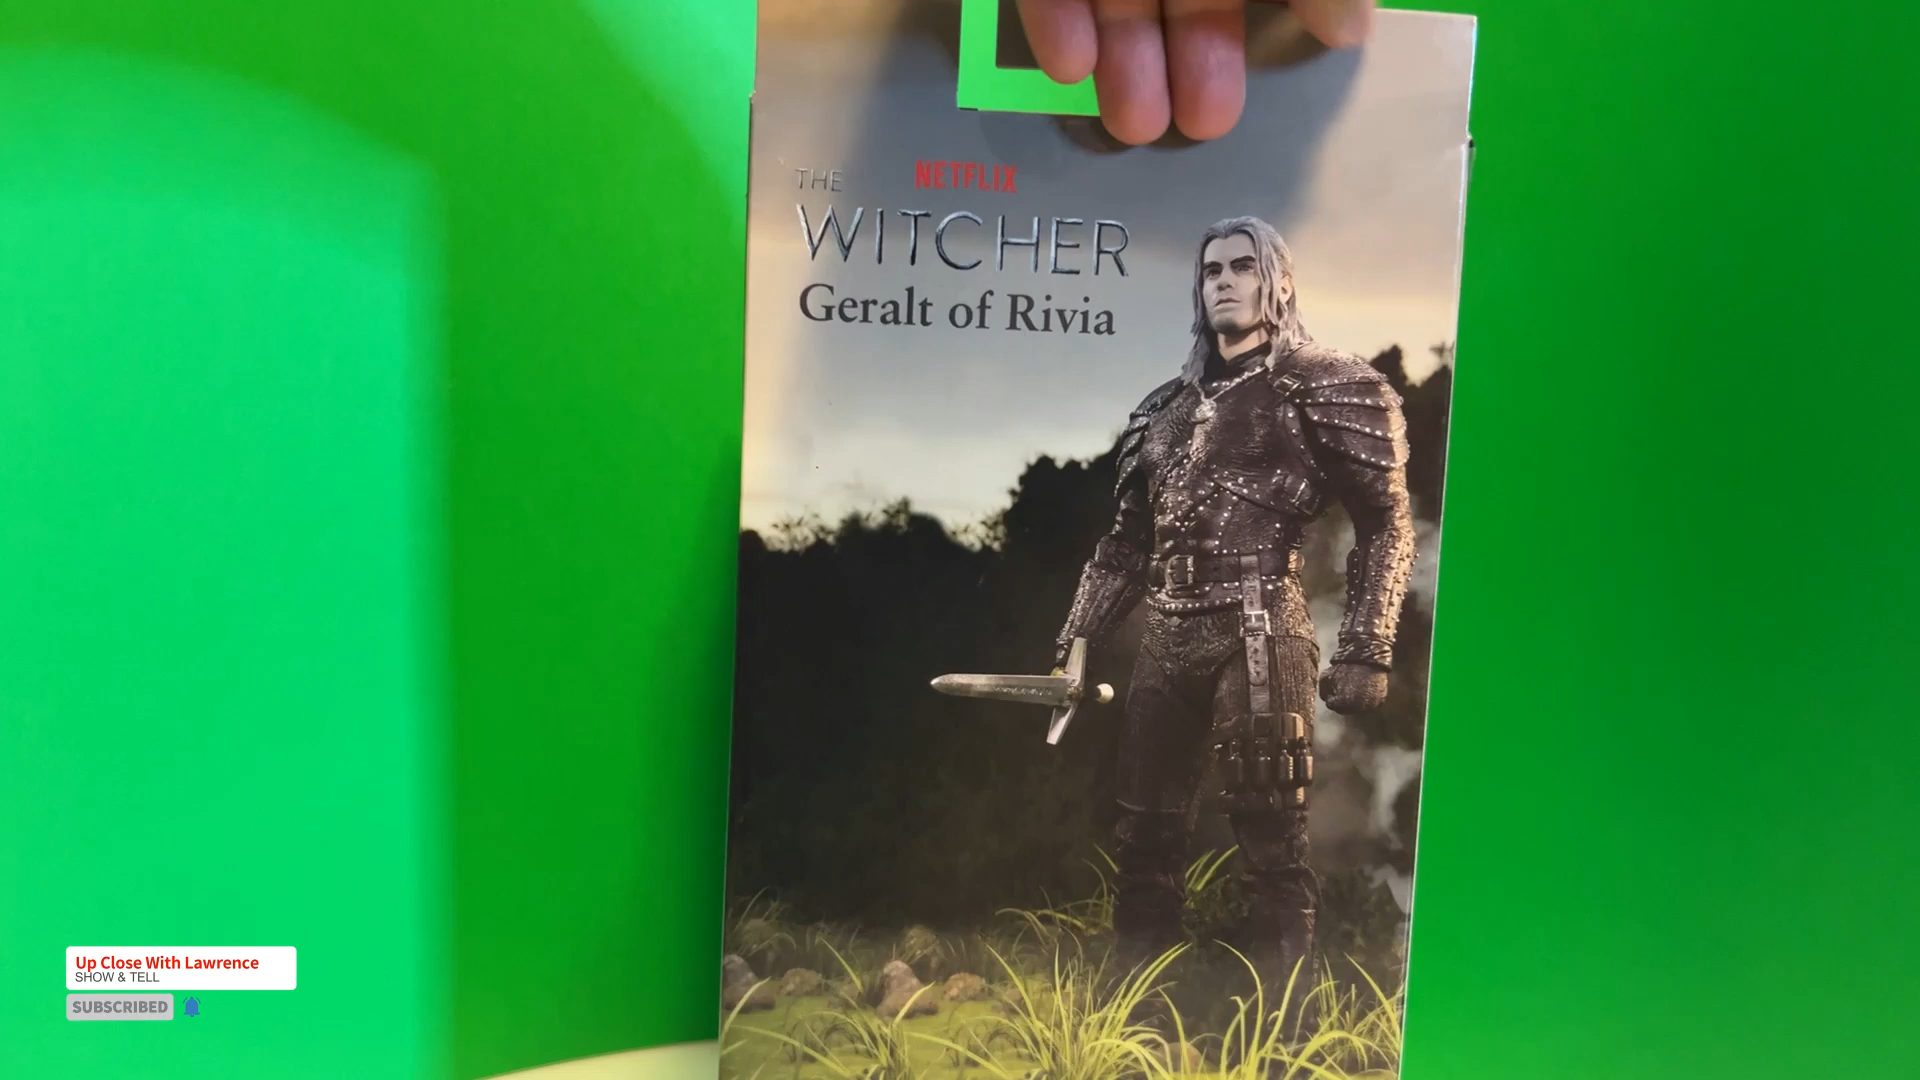 THE NETFLIX
WITCHER
Geralt of Rivia
Up Close With Lawrence
SHOW & TELL
SUBSCRIBED